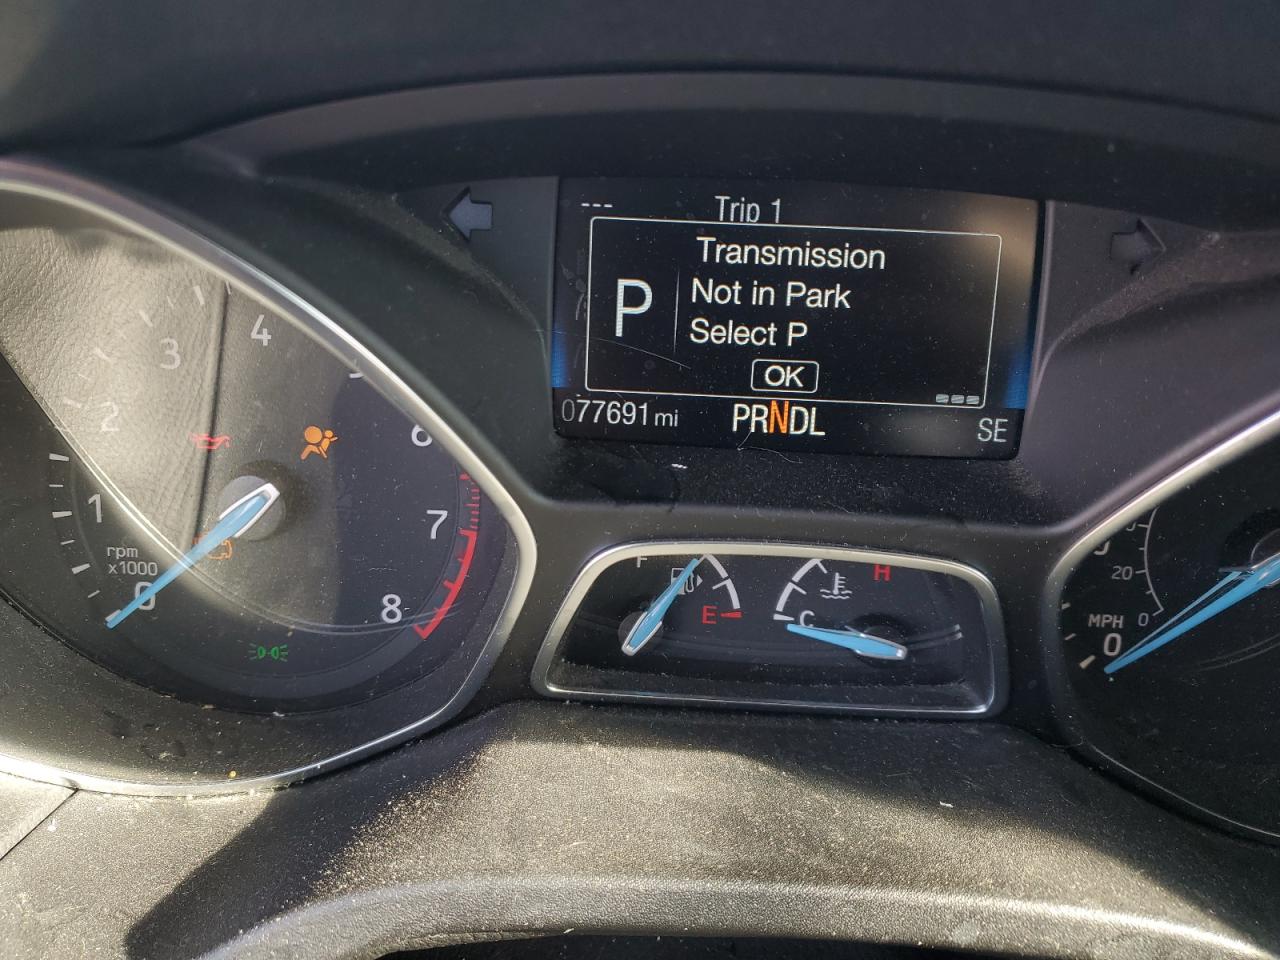 ---
Trip 1
Transmission
P
Not in Park
Select P
OK
077691 mi
PRNDL
SE
1
2
3
4
5
6
7
8
rpm
x1000
0
F
E
C
H
20
0
MPH
0